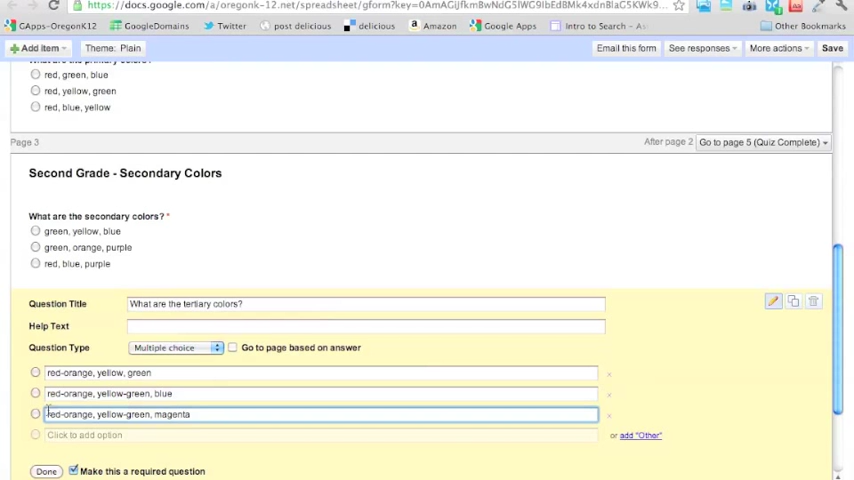 https://docs.google.com/a/oregonk-12.net/spreadsheet/gform?key=
GApps-OregonK12 GoogleDomains Twitter post delicious delicious Amazon Google Apps Intro to Search - A... Other Bookmarks
Add item Theme: Plain Email this form See responses More actions Save
What are the primary colors?
red, green, blue
red, yellow, green
red, blue, yellow
Page 3 After page 2 Go to page 5 (Quiz Complete)
Second Grade - Secondary Colors
What are the secondary colors? *
green, yellow, blue
green, orange, purple
red, blue, purple
Question Title What are the tertiary colors?
Help Text
Question Type Multiple choice Go to page based on answer
red-orange, yellow, green
red-orange, yellow-green, blue
red-orange, yellow-green, magenta
Click to add option or add "Other"
Done Make this a required question